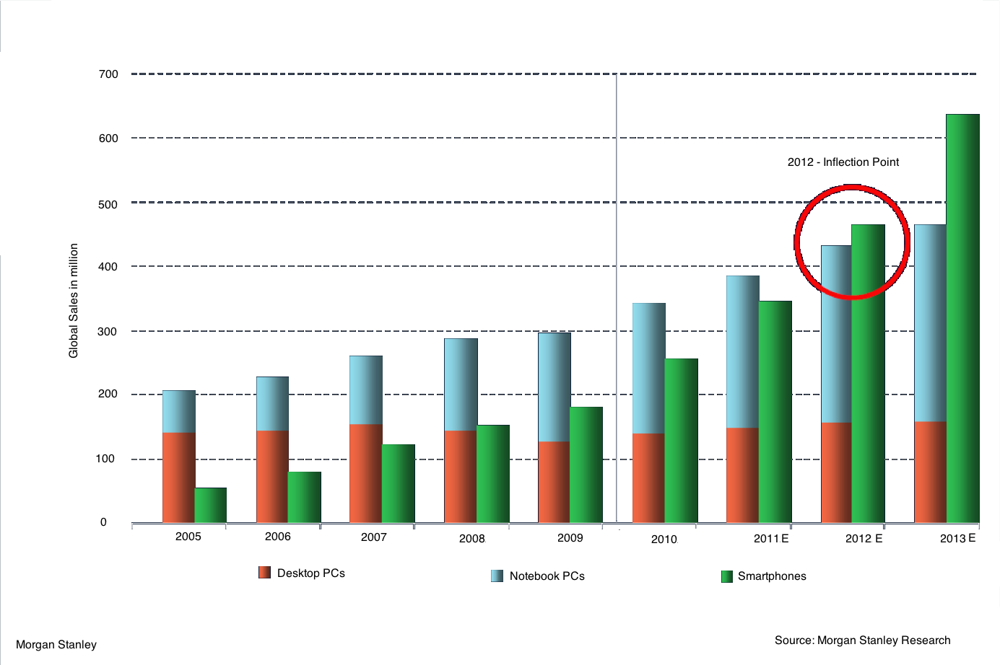 700
600
2012 - Inflection Point
500
400
Global Sales in million
300
200
100
0
2005
2006
2007
2008
2009
2010
2011 E
2012 E
2013 E
Desktop PCs
Notebook PCs
Smartphones
Morgan Stanley
Source: Morgan Stanley Research